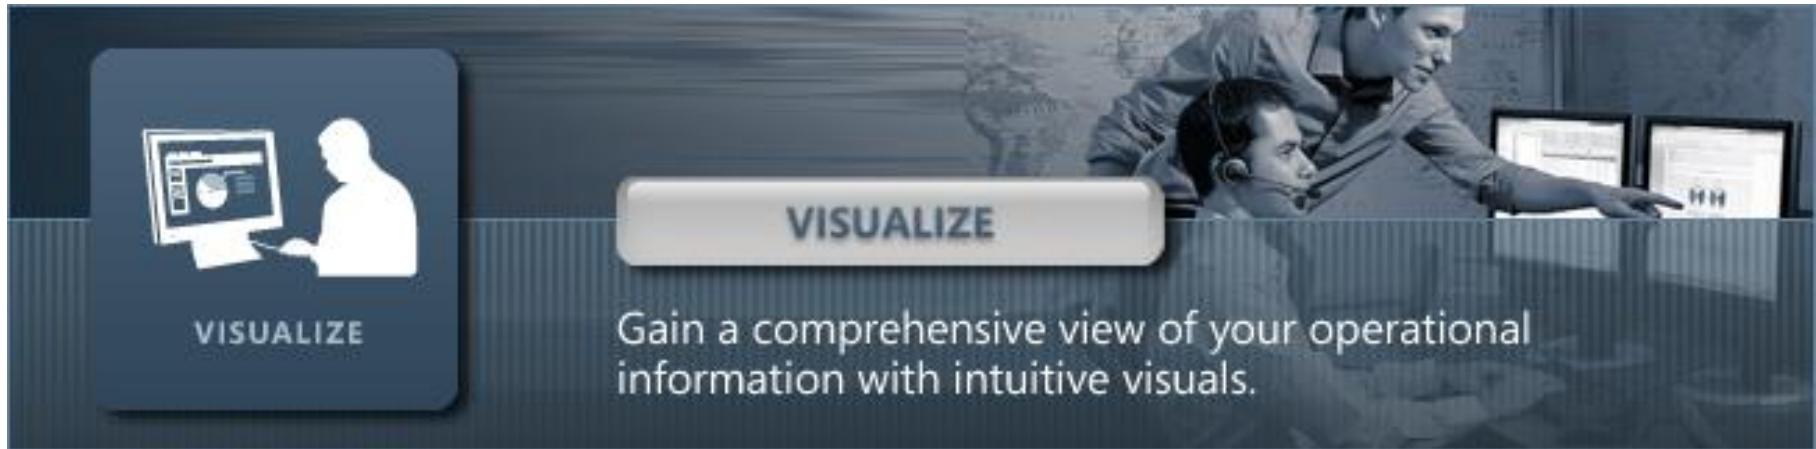 VISUALIZE
VISUALIZE
Gain a comprehensive view of your operational
information with intuitive visuals.